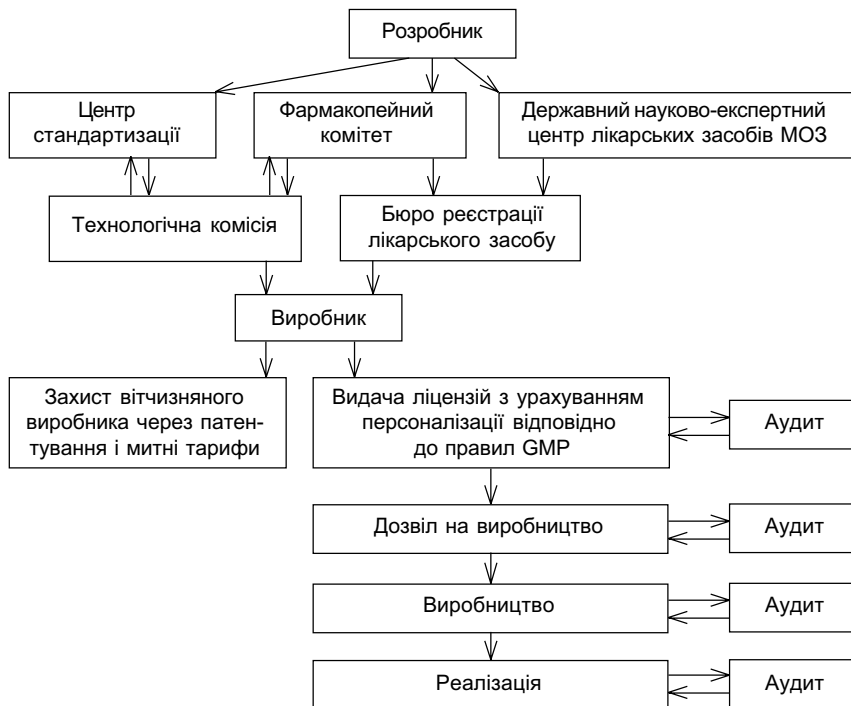 Розробник
Центр
стандартизації
Фармакопейний
комітет
Державний науково-експертний
центр лікарських засобів МОЗ
Технологічна комісія
Бюро реєстрації
лікарського засобу
Виробник
Захист вітчизняного
виробника через патен-
тування і митні тарифи
Видача ліцензій з урахуванням
персоналізації відповідно
до правил GMP
Аудит
Дозвіл на виробництво
Аудит
Виробництво
Аудит
Реалізація
Аудит